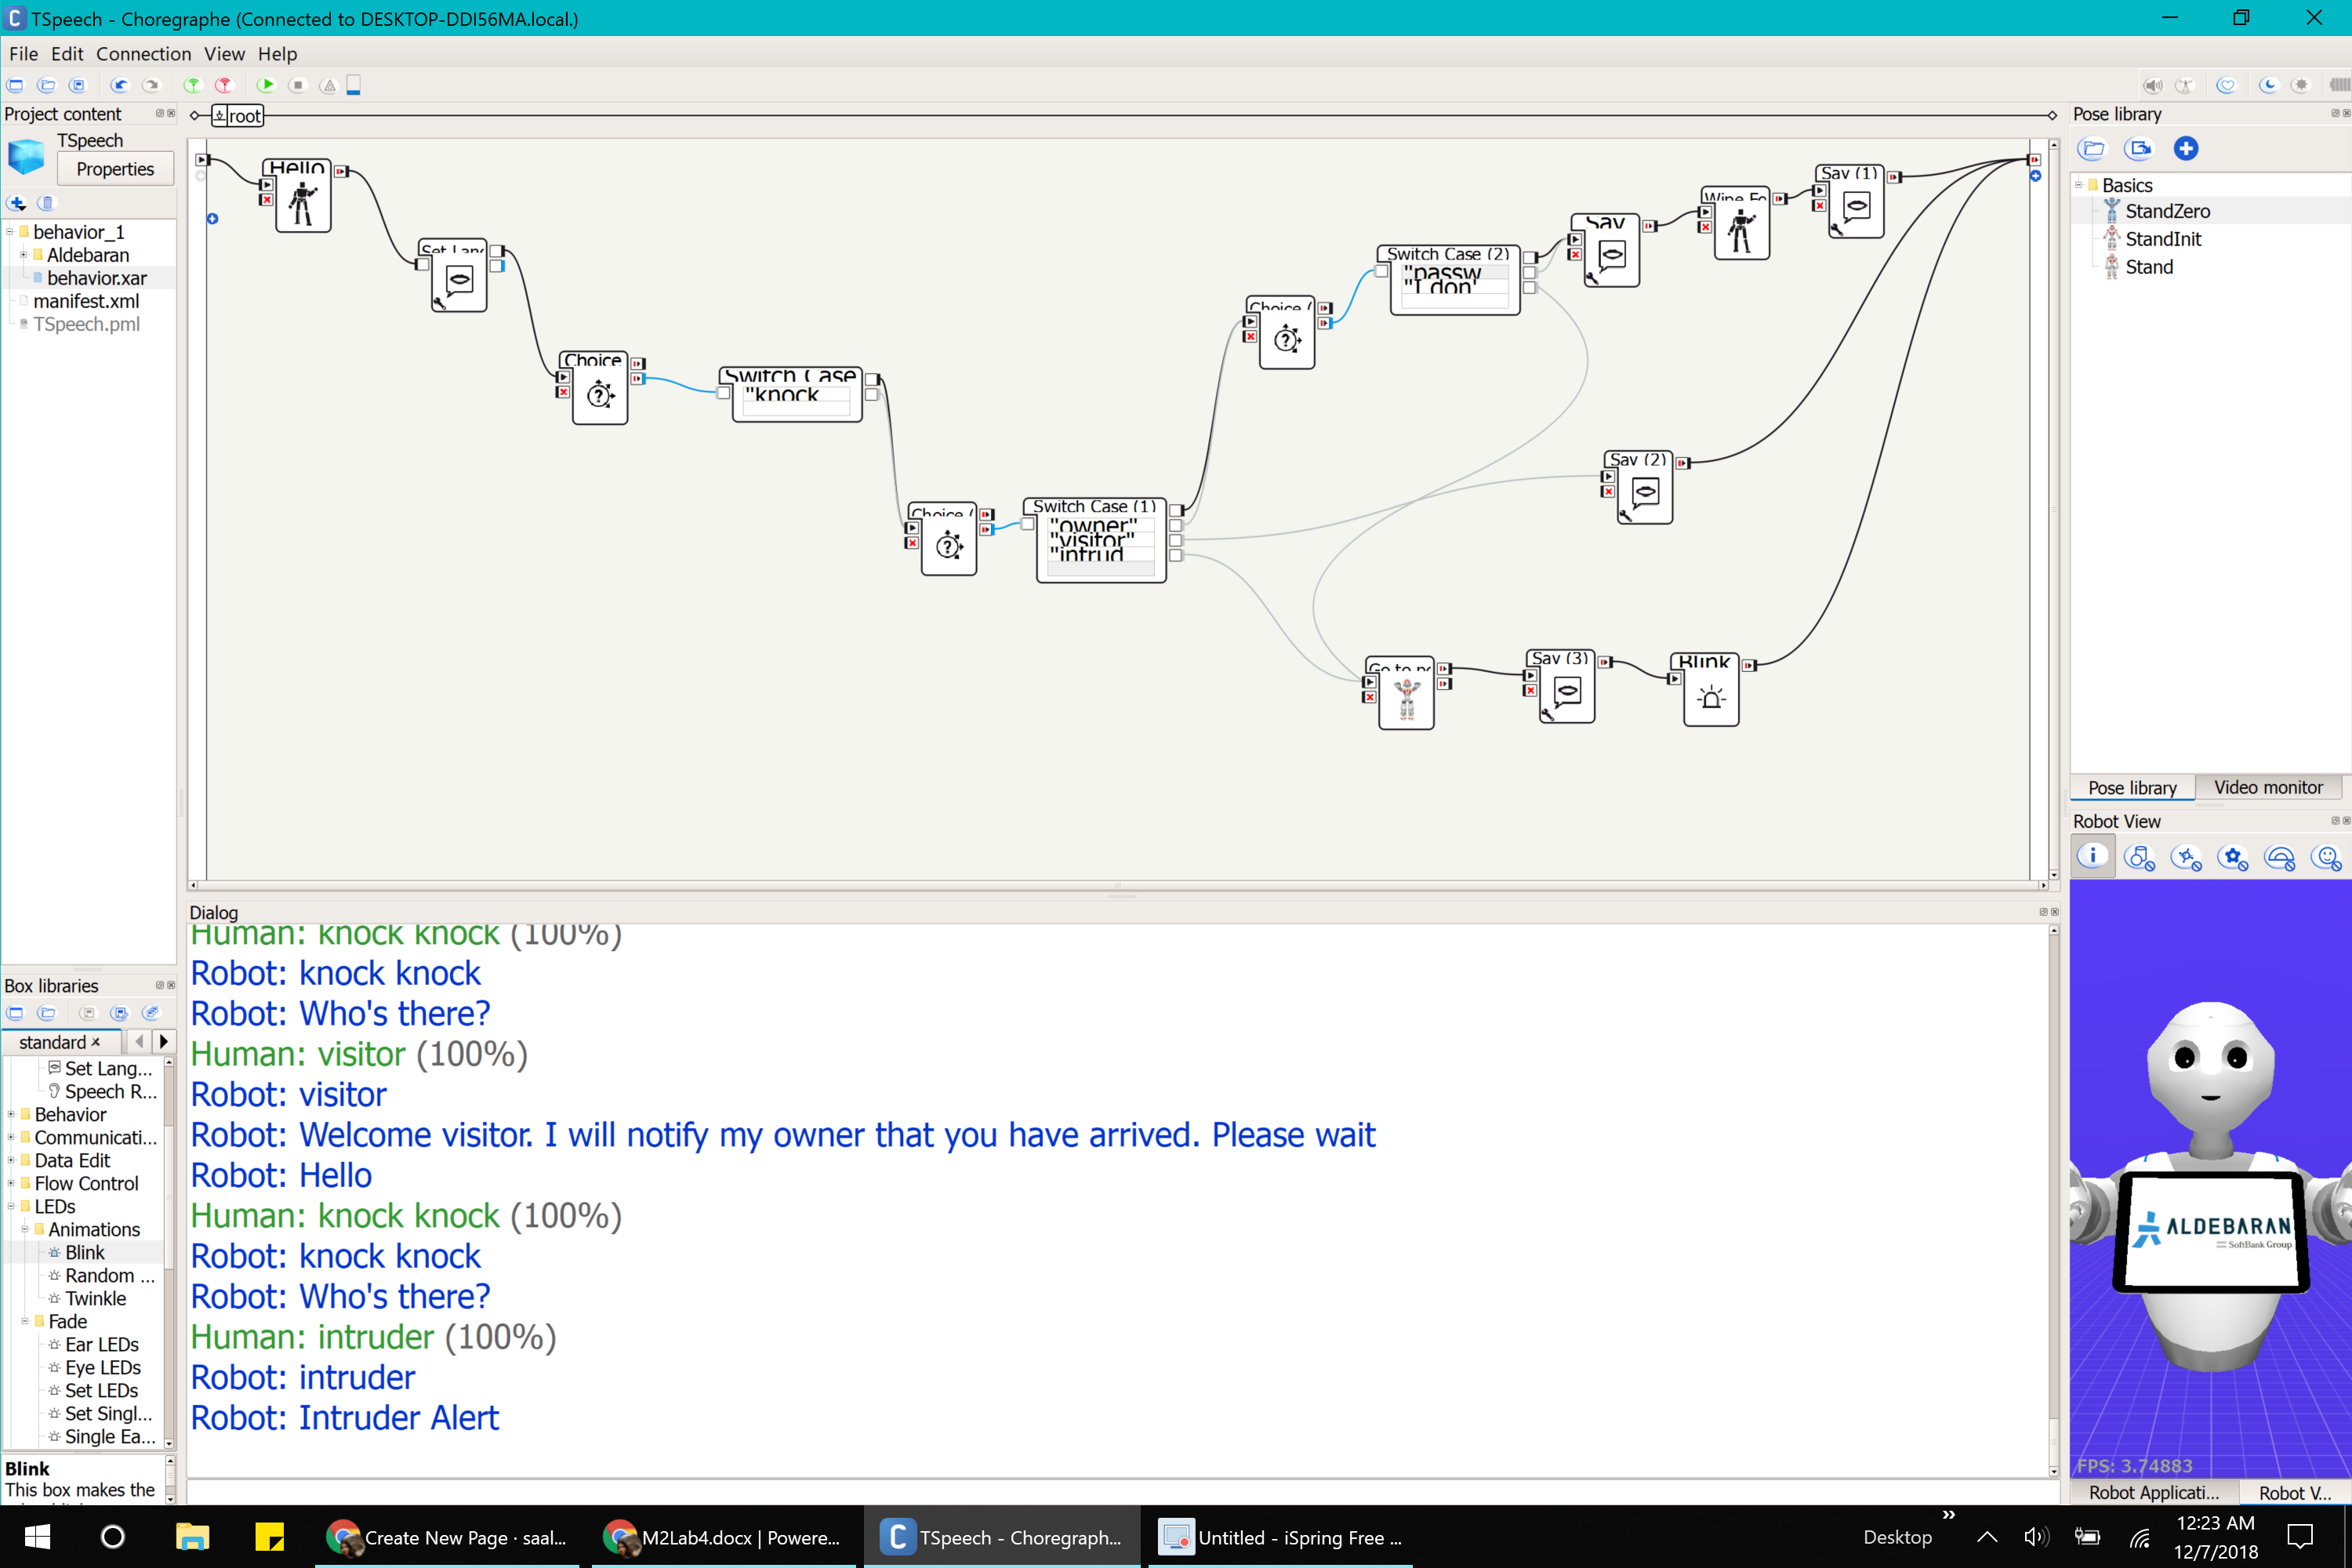 TSpeech - Choregraphe (Connected to DESKTOP-DDI56MA.local.)
File Edit Connection View Help
Project content
TSpeech
Properties
behavior_1
Aldebaran
behavior.xar
manifest.xml
TSpeech.pml
root
Hello
Set Lang
Choice
Switch Case
"knock
Choice (
Switch Case (1)
"owner"
"visitor"
"intrud
Choice (
Switch Case (2)
"passw
"I don'
Say
Wipe Fo
Say (1)
Say (2)
Go to po
Say (3)
Blink
Pose library
Basics
StandZero
StandInit
Stand
Pose library Video monitor
Robot View
ALDEBARAN
SoftBank Group
FPS: 3.74883
Robot Applicati... Robot V...
Dialog
Human: knock knock (100%)
Robot: knock knock
Robot: Who's there?
Human: visitor (100%)
Robot: visitor
Robot: Welcome visitor. I will notify my owner that you have arrived. Please wait
Robot: Hello
Human: knock knock (100%)
Robot: knock knock
Robot: Who's there?
Human: intruder (100%)
Robot: intruder
Robot: Intruder Alert
Box libraries
standard
Set Lang...
Speech R...
Behavior
Communicati...
Data Edit
Flow Control
LEDs
Animations
Blink
Random ...
Twinkle
Fade
Ear LEDs
Eye LEDs
Set LEDs
Set Singl...
Single Ea...
Blink
This box makes the
Create New Page · saal...
M2Lab4.docx | Powere...
TSpeech - Choregraph...
Untitled - iSpring Free ...
Desktop
12:23 AM
12/7/2018